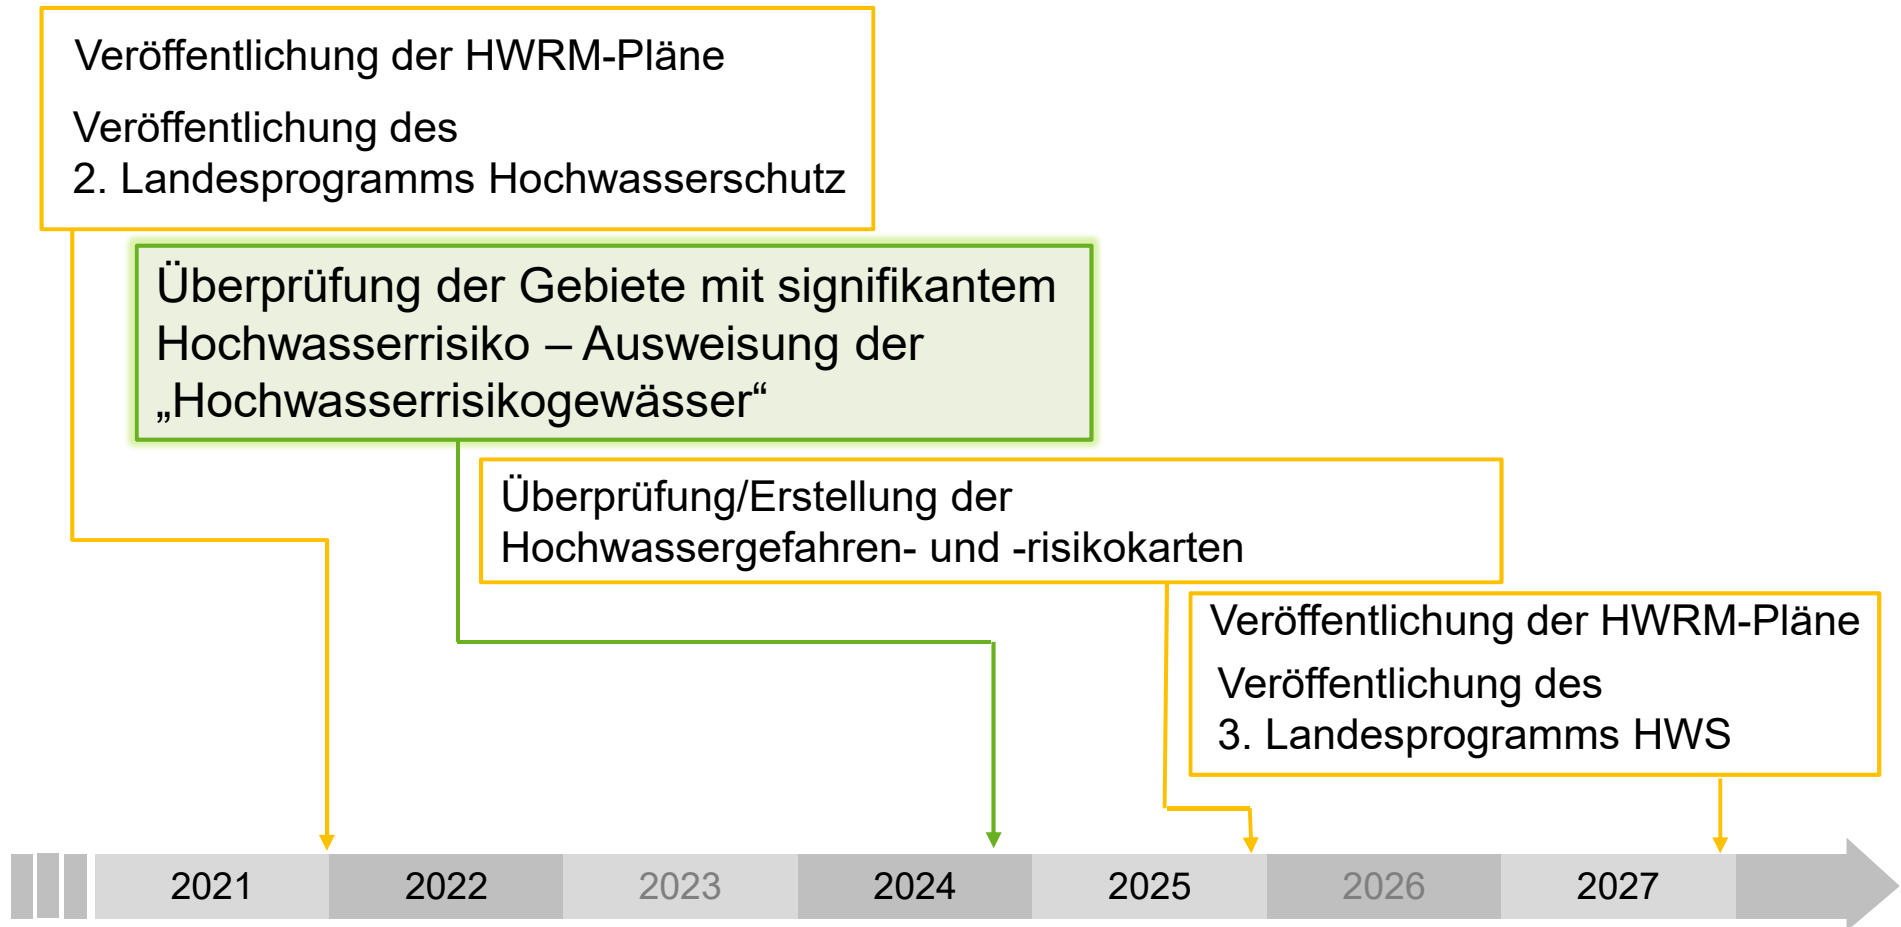 Veröffentlichung der HWRM-Pläne
Veröffentlichung des
2. Landesprogramms Hochwasserschutz
Überprüfung der Gebiete mit signifikantem
Hochwasserrisiko – Ausweisung der
„Hochwasserrisikogewässer“
Überprüfung/Erstellung der
Hochwassergefahren- und -risikokarten
Veröffentlichung der HWRM-Pläne
Veröffentlichung des
3. Landesprogramms HWS
2021 2022 2023 2024 2025 2026 2027